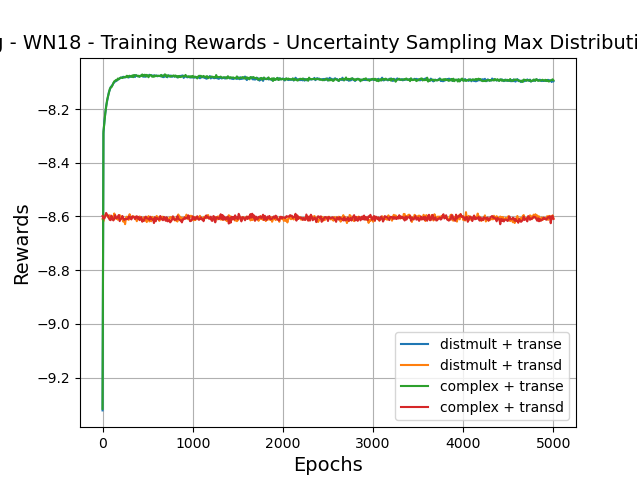 - WN18 - Training Rewards - Uncertainty Sampling Max
Rewards
−8.2
−8.4
−8.6
−8.8
−9.0
−9.2
0
1000
2000
3000
4000
5000
Epochs
distmult + transe
distmult + transd
complex + transe
complex + transd